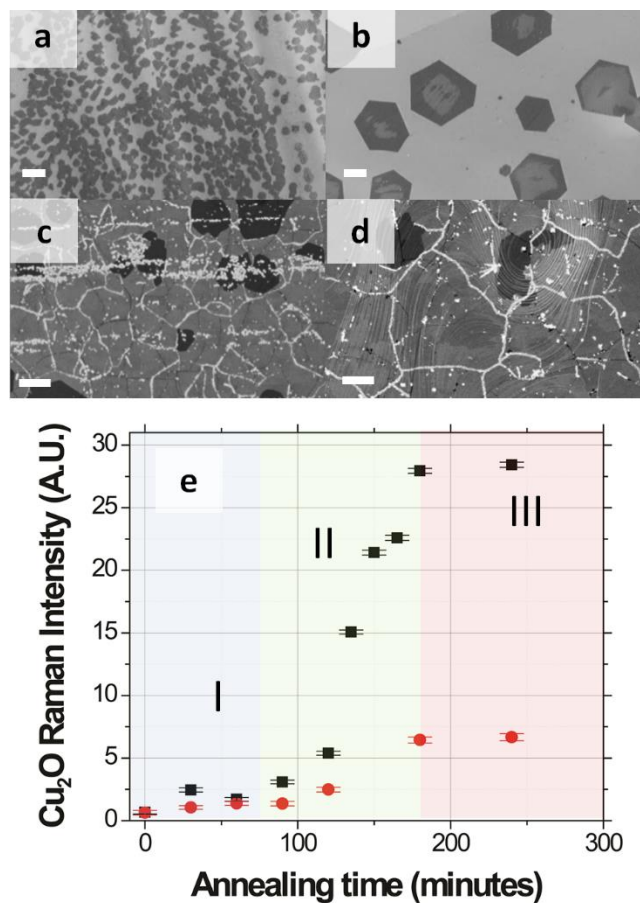 a
b
c
d
30
25
20
15
10
5
0
Cu₂O Raman Intensity (A.U.)
e
I
II
III
0
100
200
300
Annealing time (minutes)